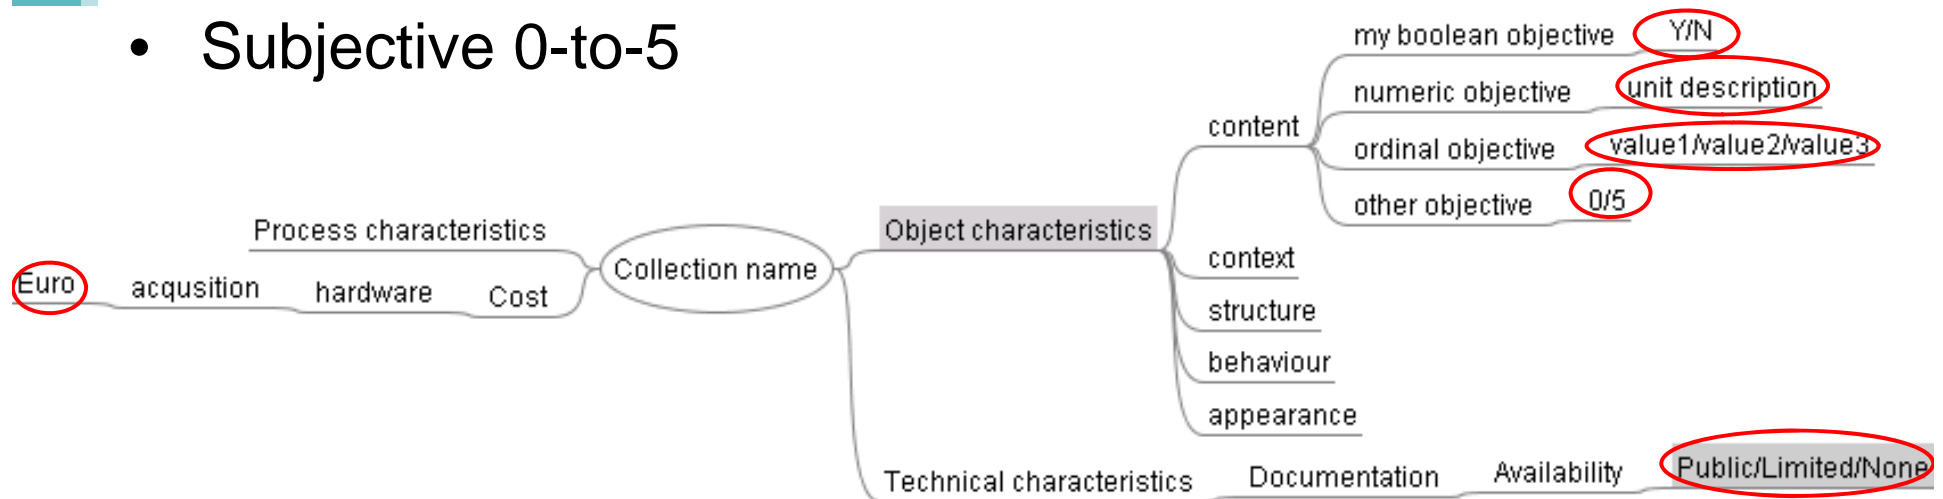 • Subjective 0-to-5
my boolean objective Y/N
numeric objective unit description
content
ordinal objective value1/value2/value3
other objective 0/5
Process characteristics
Object characteristics
Collection name
context
Euro acqusition hardware Cost
structure
behaviour
appearance
Technical characteristics Documentation Availability Public/Limited/None